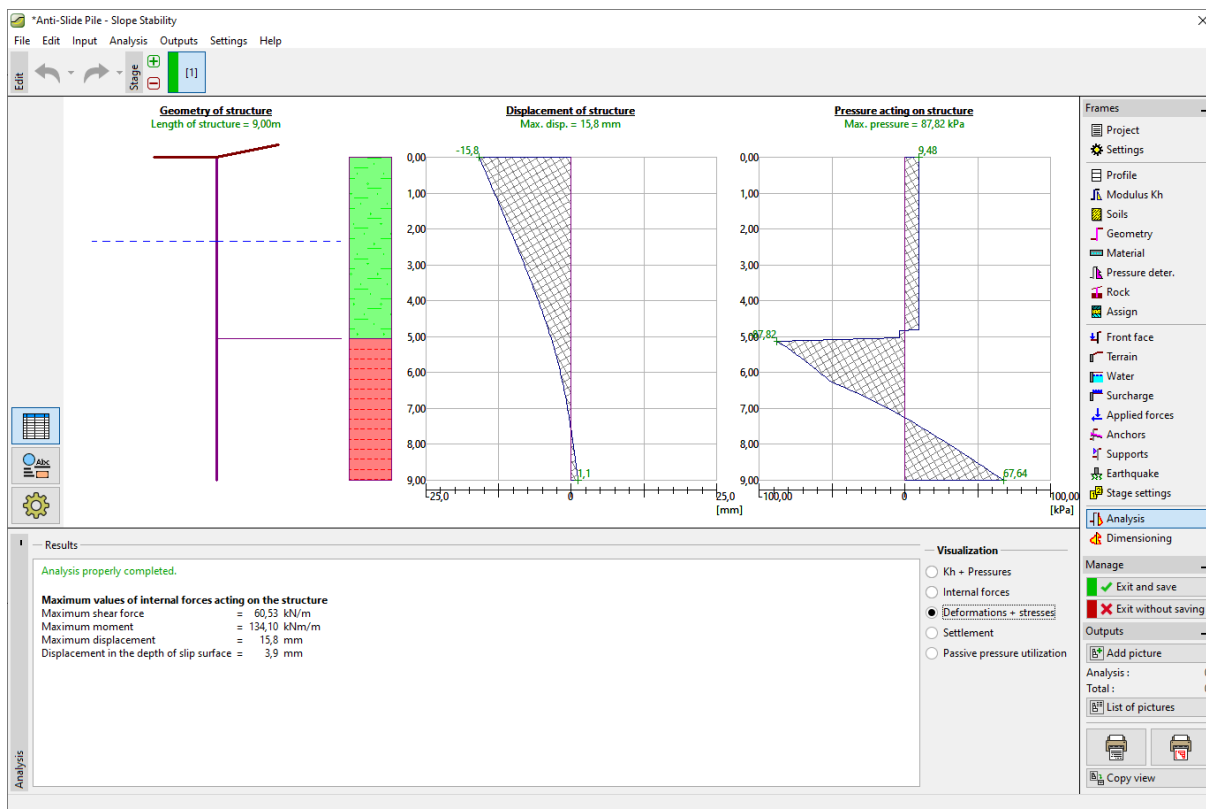 *Anti-Slide Pile - Slope Stability
File Edit Input Analysis Outputs Settings Help
Edit
Stage
[1]
Geometry of structure
Length of structure = 9,00m
Displacement of structure
Max. disp. = 15,8 mm
Pressure acting on structure
Max. pressure = 87,82 kPa
-15,8
9,48
0,00
1,00
2,00
3,00
4,00
5,00
6,00
7,00
8,00
9,00
1,1
-25,0
0
25,0
[mm]
0,00
1,00
2,00
3,00
4,00
5,00
6,00
7,00
8,00
9,00
-87,82
67,64
-100,00
0
100,00
[kPa]
Abc
Frames
Project
Settings
Profile
Modulus Kh
Soils
Geometry
Material
Pressure deter.
Rock
Assign
Front face
Terrain
Water
Surcharge
Applied forces
Anchors
Supports
Earthquake
Stage settings
Analysis
Dimensioning
Manage
Exit and save
Exit without saving
Outputs
Add picture
Analysis :
Total :
List of pictures
Copy view
Analysis
Results
Analysis properly completed.
Maximum values of internal forces acting on the structure
Maximum shear force = 60,53 kN/m
Maximum moment = 134,10 kNm/m
Maximum displacement = 15,8 mm
Displacement in the depth of slip surface = 3,9 mm
Visualization
Kh + Pressures
Internal forces
Deformations + stresses
Settlement
Passive pressure utilization